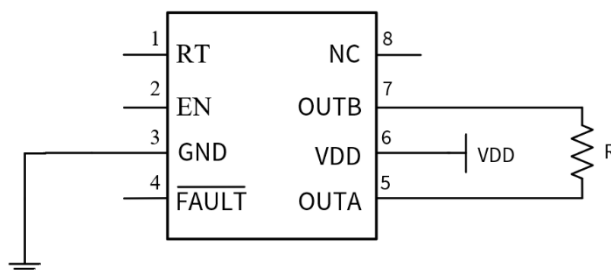 1 RT NC 8
2 EN OUTB 7
3 GND VDD 6 VDD R
4 FAULT OUTA 5